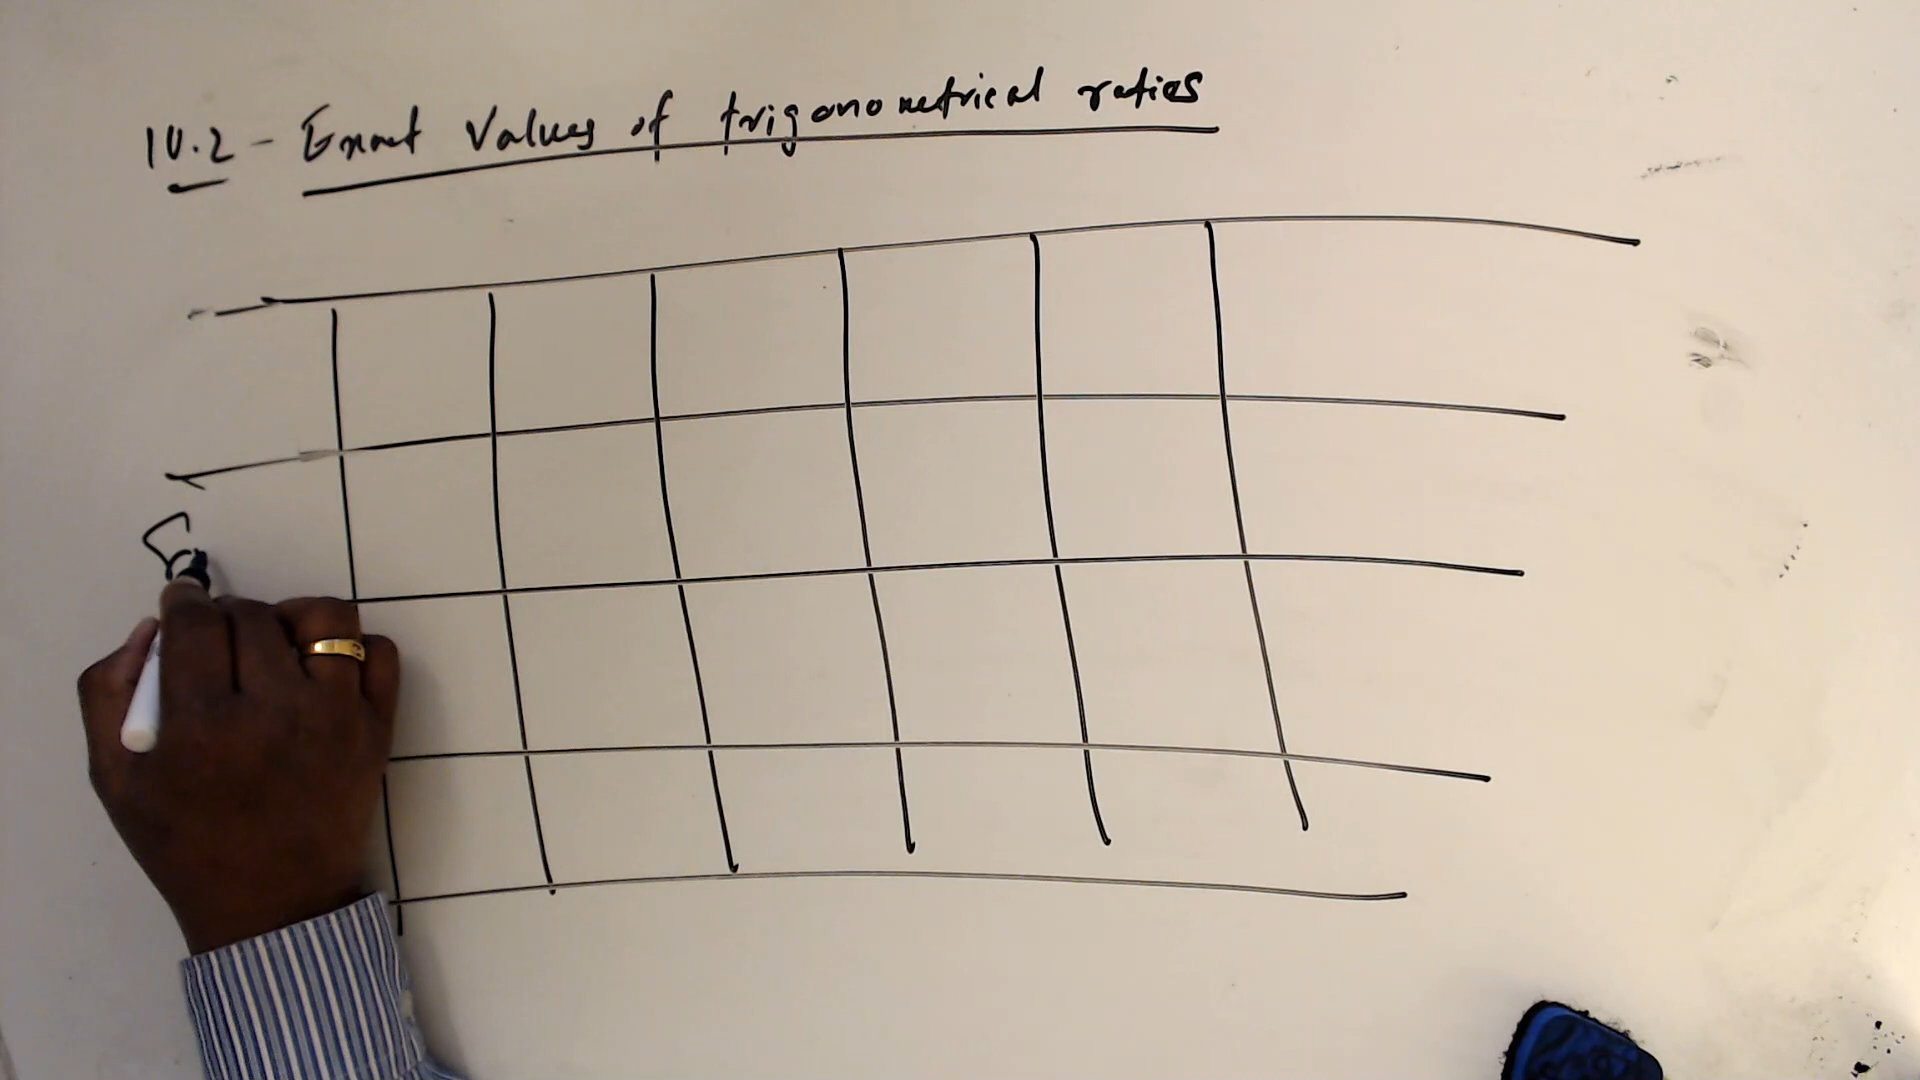 10.2 - Exact Values of trigonometrical ratios